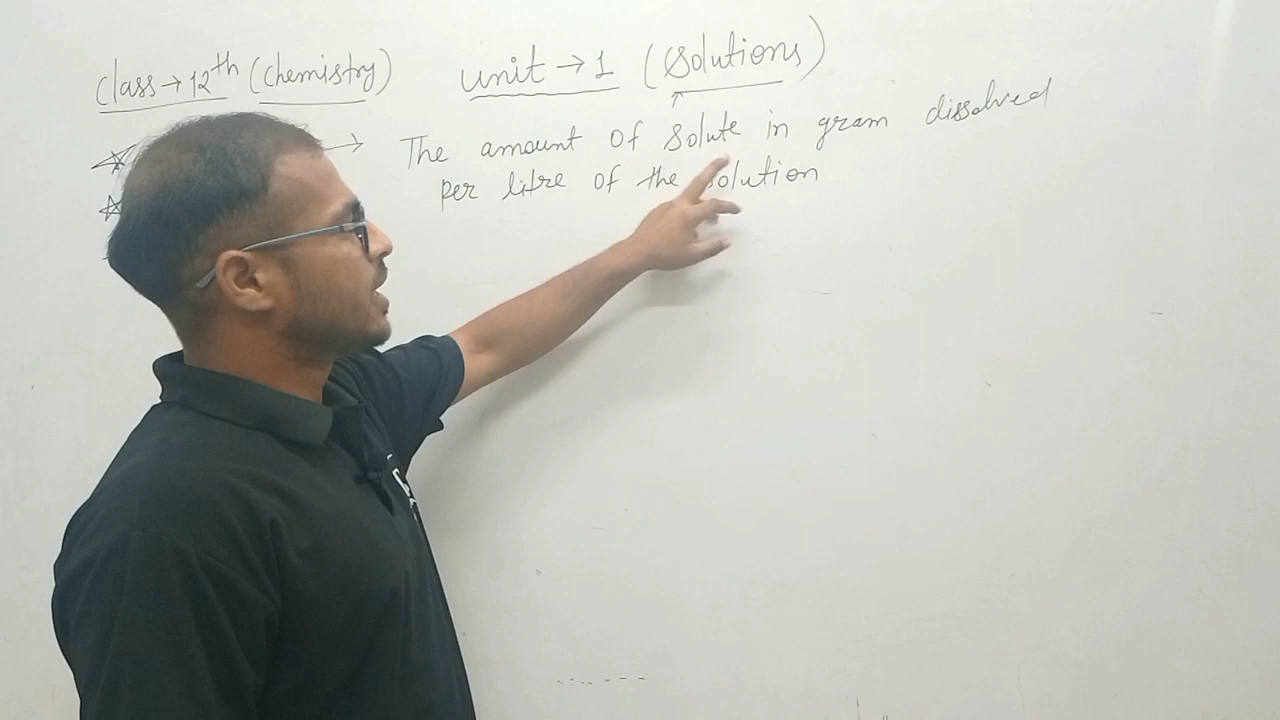 Class → 12th (Chemistry) unit → 1 (Solutions)
→ The amount of solute in gram dissolved
per litre of the solution